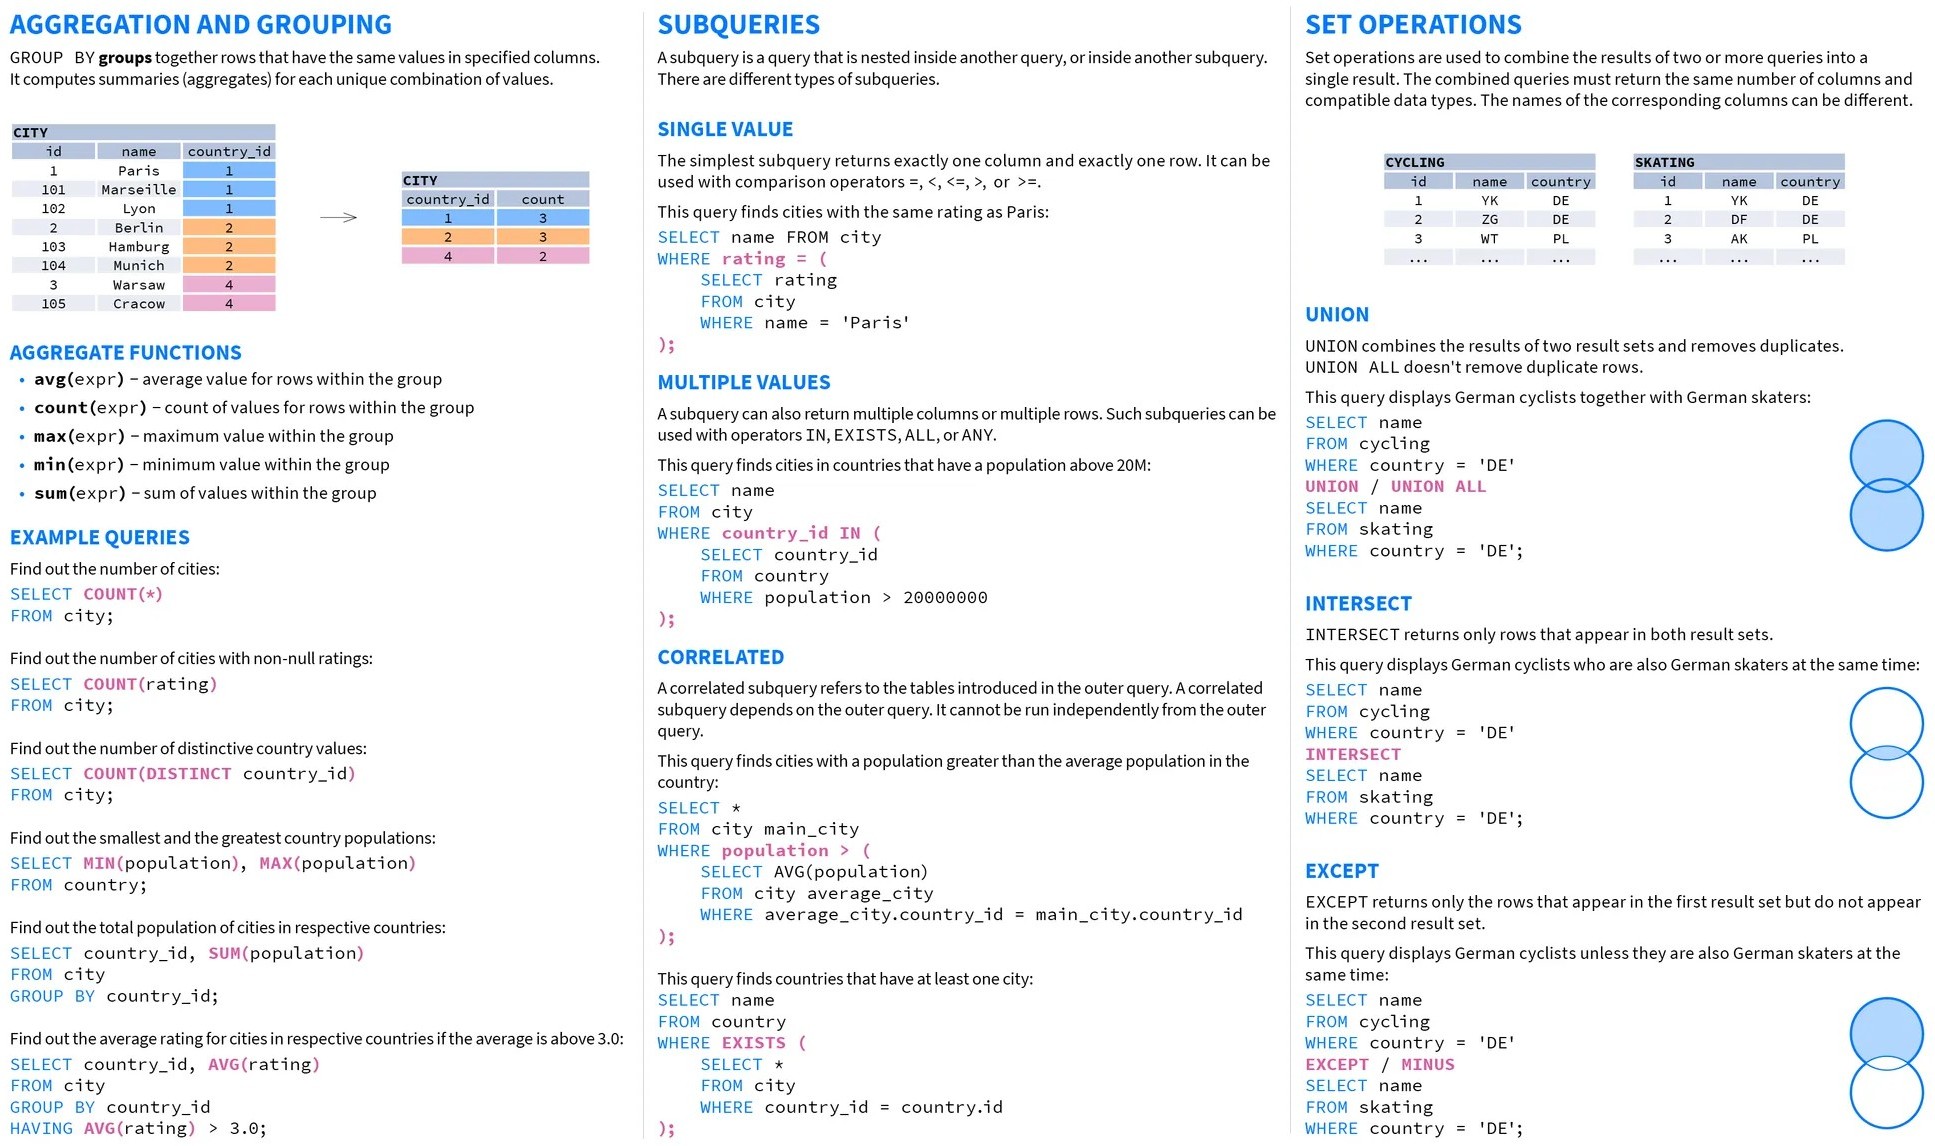 AGGREGATION AND GROUPING
GROUP BY groups together rows that have the same values in specified columns.
It computes summaries (aggregates) for each unique combination of values.
CITY
id name country_id
1 Paris 1
101 Marseille 1
102 Lyon 1
2 Berlin 2
103 Hamburg 2
104 Munich 2
3 Warsaw 4
105 Cracow 4
CITY
country_id count
1 3
2 3
4 2
AGGREGATE FUNCTIONS
• avg(expr) – average value for rows within the group
• count(expr) – count of values for rows within the group
• max(expr) – maximum value within the group
• min(expr) – minimum value within the group
• sum(expr) – sum of values within the group
EXAMPLE QUERIES
Find out the number of cities:
SELECT COUNT(*)
FROM city;
Find out the number of cities with non-null ratings:
SELECT COUNT(rating)
FROM city;
Find out the number of distinctive country values:
SELECT COUNT(DISTINCT country_id)
FROM city;
Find out the smallest and the greatest country populations:
SELECT MIN(population), MAX(population)
FROM country;
Find out the total population of cities in respective countries:
SELECT country_id, SUM(population)
FROM city
GROUP BY country_id;
Find out the average rating for cities in respective countries if the average is above 3.0:
SELECT country_id, AVG(rating)
FROM city
GROUP BY country_id
HAVING AVG(rating) > 3.0;
SUBQUERIES
A subquery is a query that is nested inside another query, or inside another subquery.
There are different types of subqueries.
SINGLE VALUE
The simplest subquery returns exactly one column and exactly one row. It can be
used with comparison operators =, <, <=, >, or >=.
This query finds cities with the same rating as Paris:
SELECT name FROM city
WHERE rating = (
SELECT rating
FROM city
WHERE name = 'Paris'
);
MULTIPLE VALUES
A subquery can also return multiple columns or multiple rows. Such subqueries can be
used with operators IN, EXISTS, ALL, or ANY.
This query finds cities in countries that have a population above 20M:
SELECT name
FROM city
WHERE country_id IN (
SELECT country_id
FROM country
WHERE population > 20000000
);
CORRELATED
A correlated subquery refers to the tables introduced in the outer query. A correlated
subquery depends on the outer query. It cannot be run independently from the outer
query.
This query finds cities with a population greater than the average population in the
country:
SELECT *
FROM city main_city
WHERE population > (
SELECT AVG(population)
FROM city average_city
WHERE average_city.country_id = main_city.country_id
);
This query finds countries that have at least one city:
SELECT name
FROM country
WHERE EXISTS (
SELECT *
FROM city
WHERE country_id = country.id
);
SET OPERATIONS
Set operations are used to combine the results of two or more queries into a
single result. The combined queries must return the same number of columns and
compatible data types. The names of the corresponding columns can be different.
CYCLING
id name country
1 YK DE
2 ZG DE
3 WT PL
... ... ...
SKATING
id name country
1 YK DE
2 DF DE
3 AK PL
... ... ...
UNION
UNION combines the results of two result sets and removes duplicates.
UNION ALL doesn't remove duplicate rows.
This query displays German cyclists together with German skaters:
SELECT name
FROM cycling
WHERE country = 'DE'
UNION / UNION ALL
SELECT name
FROM skating
WHERE country = 'DE';
INTERSECT
INTERSECT returns only rows that appear in both result sets.
This query displays German cyclists who are also German skaters at the same time:
SELECT name
FROM cycling
WHERE country = 'DE'
INTERSECT
SELECT name
FROM skating
WHERE country = 'DE';
EXCEPT
EXCEPT returns only the rows that appear in the first result set but do not appear
in the second result set.
This query displays German cyclists unless they are also German skaters at the
same time:
SELECT name
FROM cycling
WHERE country = 'DE'
EXCEPT / MINUS
SELECT name
FROM skating
WHERE country = 'DE';